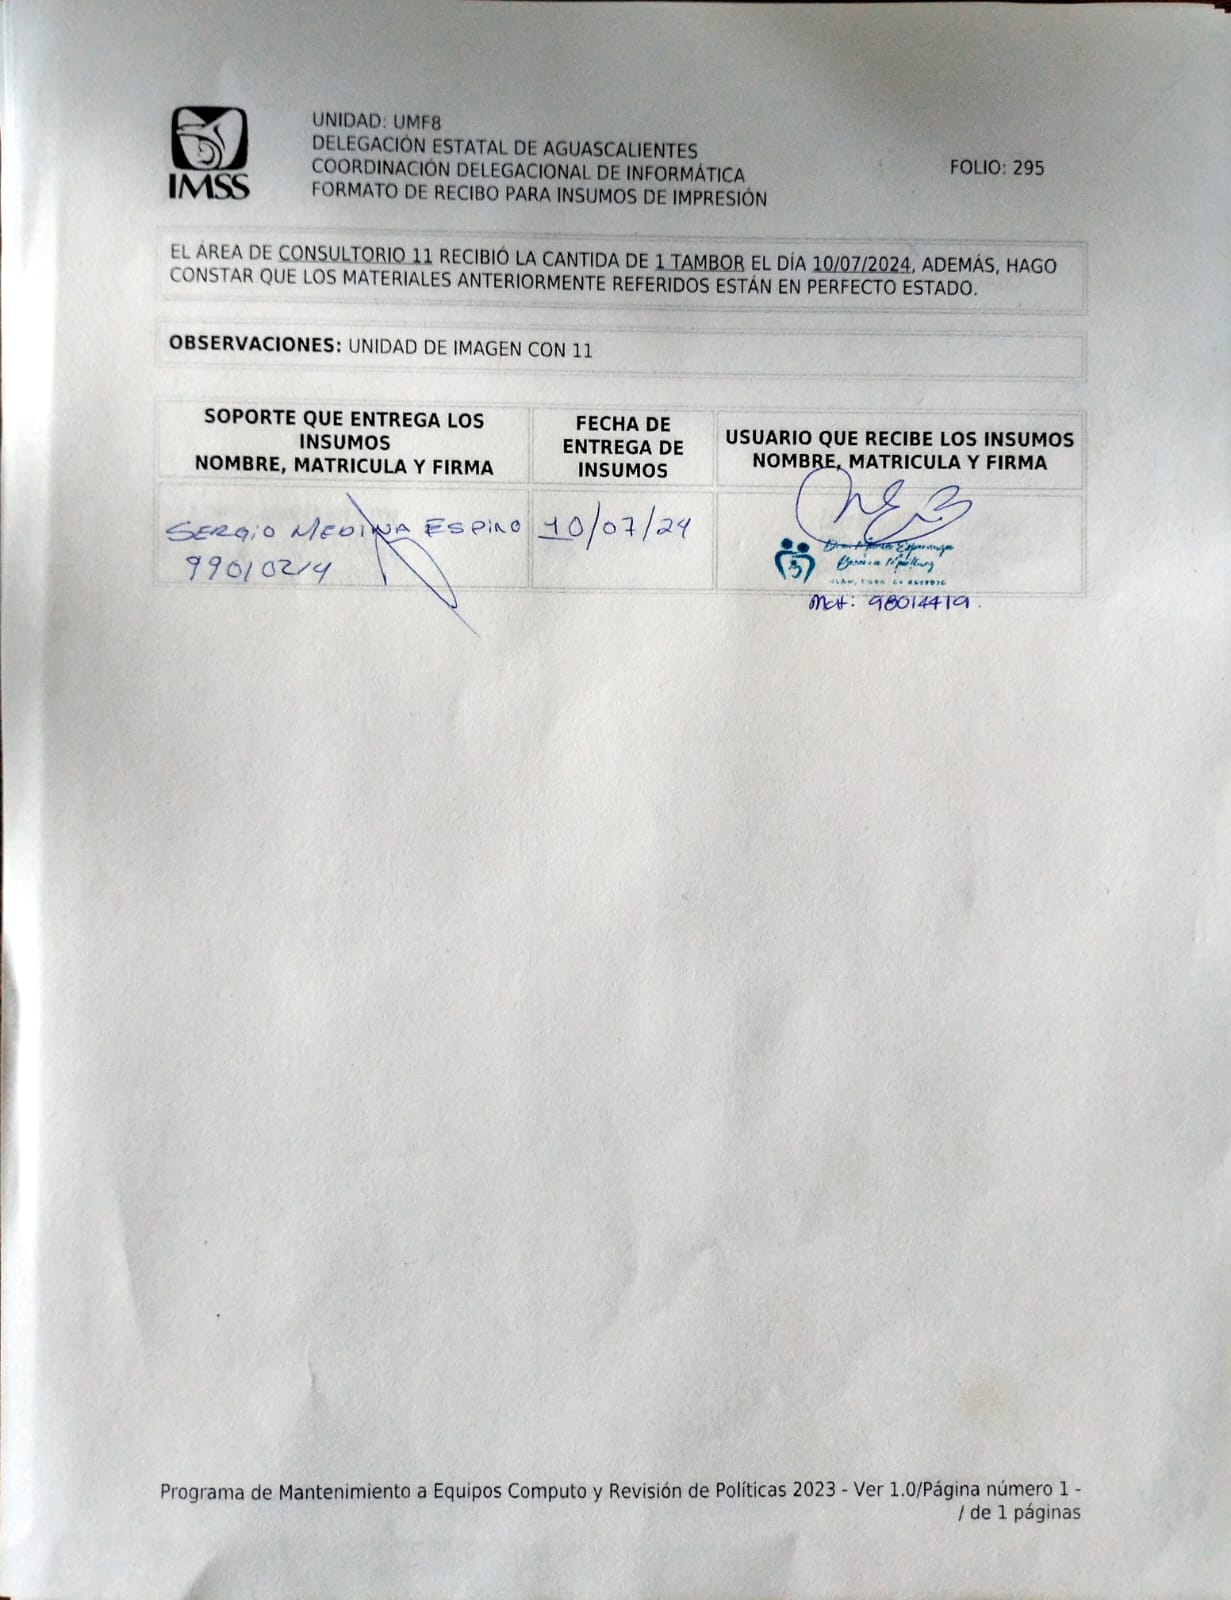 IMSS
UNIDAD: UMF8
DELEGACIÓN ESTATAL DE AGUASCALIENTES
COORDINACIÓN DELEGACIONAL DE INFORMÁTICA
FORMATO DE RECIBO PARA INSUMOS DE IMPRESIÓN
FOLIO: 295
EL ÁREA DE CONSULTORIO 11 RECIBIÓ LA CANTIDA DE 1 TAMBOR EL DÍA 10/07/2024, ADEMÁS, HAGO
CONSTAR QUE LOS MATERIALES ANTERIORMENTE REFERIDOS ESTÁN EN PERFECTO ESTADO.
OBSERVACIONES: UNIDAD DE IMAGEN CON 11
SOPORTE QUE ENTREGA LOS
INSUMOS
NOMBRE, MATRICULA Y FIRMA
FECHA DE
ENTREGA DE
INSUMOS
USUARIO QUE RECIBE LOS INSUMOS
NOMBRE, MATRICULA Y FIRMA
SERGIO MEDINA ESPINO
99010214
10/07/24
Esperanza
Mat: 98014419.
Programa de Mantenimiento a Equipos Computo y Revisión de Políticas 2023 - Ver 1.0/Página número 1 -
/ de 1 páginas